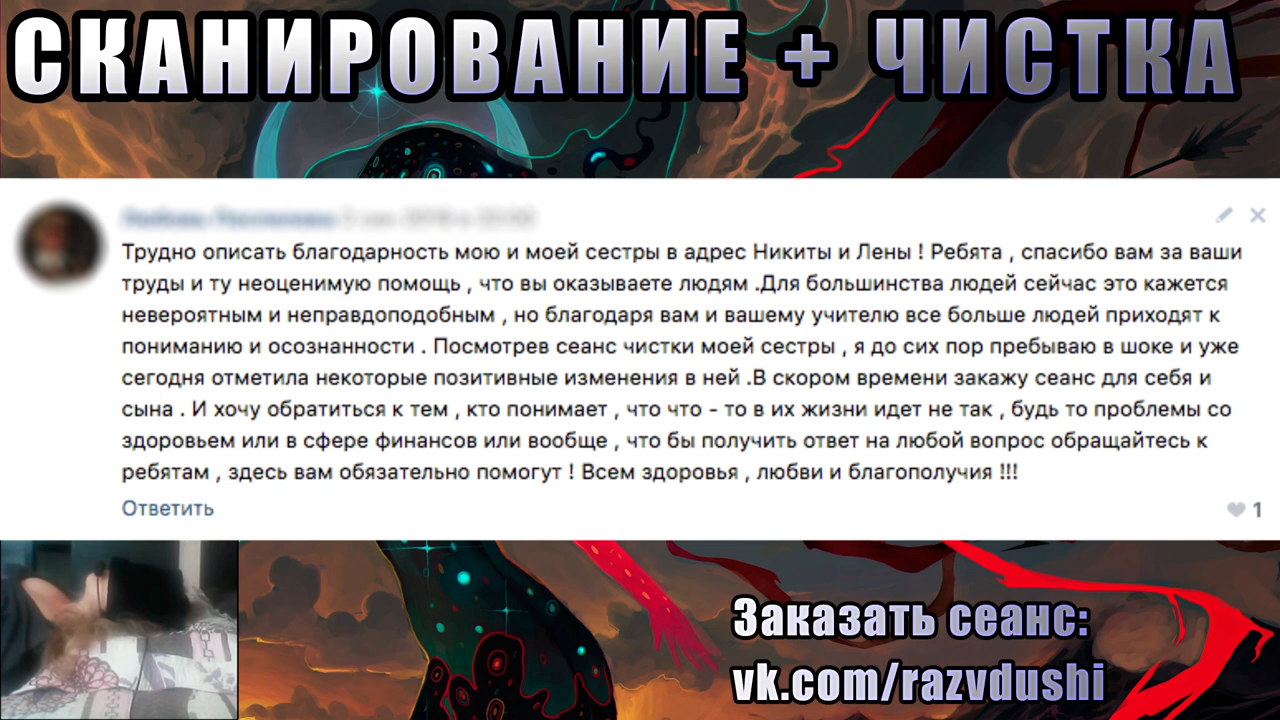 СКАНИРОВАНИЕ + ЧИСТКА
Трудно описать благодарность мою и моей сестры в адрес Никиты и Лены ! Ребята , спасибо вам за ваши
труды и ту неоценимую помощь , что вы оказываете людям .Для большинства людей сейчас это кажется
невероятным и неправдоподобным , но благодаря вам и вашему учителю все больше людей приходят к
пониманию и осознанности . Посмотрев сеанс чистки моей сестры , я до сих пор пребываю в шоке и уже
сегодня отметила некоторые позитивные изменения в ней .В скором времени закажу сеанс для себя и
сына . И хочу обратиться к тем , кто понимает , что что - то в их жизни идет не так , будь то проблемы со
здоровьем или в сфере финансов или вообще , что бы получить ответ на любой вопрос обращайтесь к
ребятам , здесь вам обязательно помогут ! Всем здоровья , любви и благополучия !!!
Ответить
1
Заказать сеанс:
vk.com/razvdushi